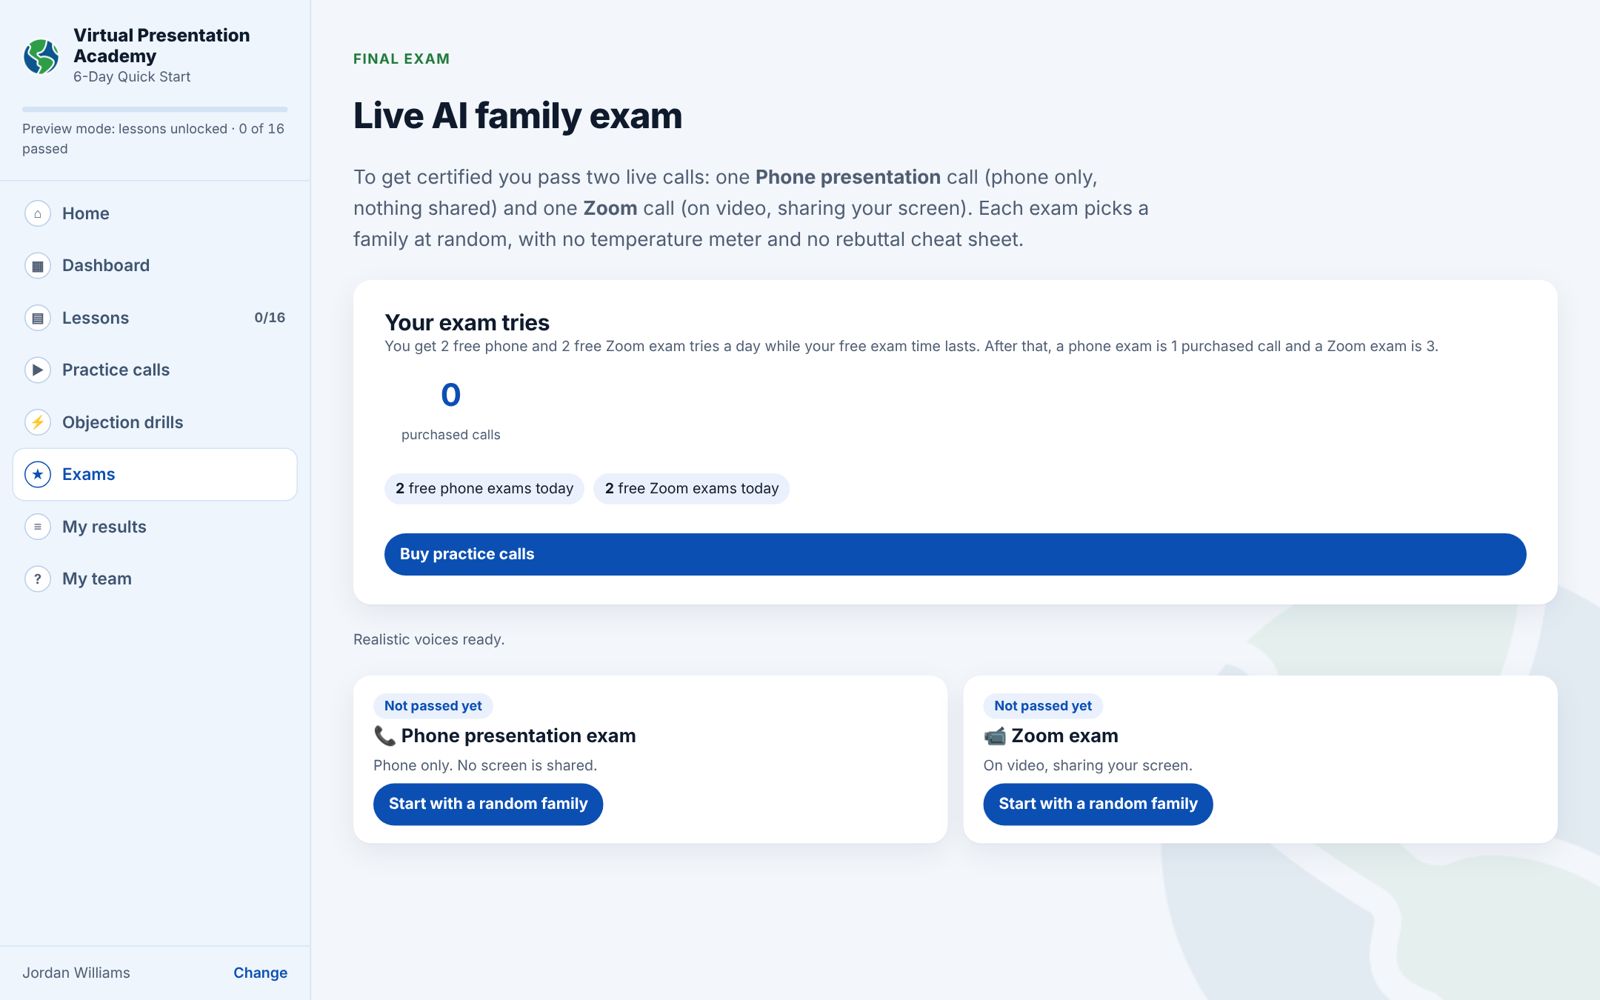 Virtual Presentation
Academy
6-Day Quick Start
Preview mode: lessons unlocked · 0 of 16
passed
Home
Dashboard
Lessons 0/16
Practice calls
Objection drills
Exams
My results
? My team
Jordan Williams Change
FINAL EXAM
Live AI family exam
To get certified you pass two live calls: one Phone presentation call (phone only,
nothing shared) and one Zoom call (on video, sharing your screen). Each exam picks a
family at random, with no temperature meter and no rebuttal cheat sheet.
Your exam tries
You get 2 free phone and 2 free Zoom exam tries a day while your free exam time lasts. After that, a phone exam is 1 purchased call and a Zoom exam is 3.
0
purchased calls
2 free phone exams today 2 free Zoom exams today
Buy practice calls
Realistic voices ready.
Not passed yet
Phone presentation exam
Phone only. No screen is shared.
Start with a random family
Not passed yet
Zoom exam
On video, sharing your screen.
Start with a random family